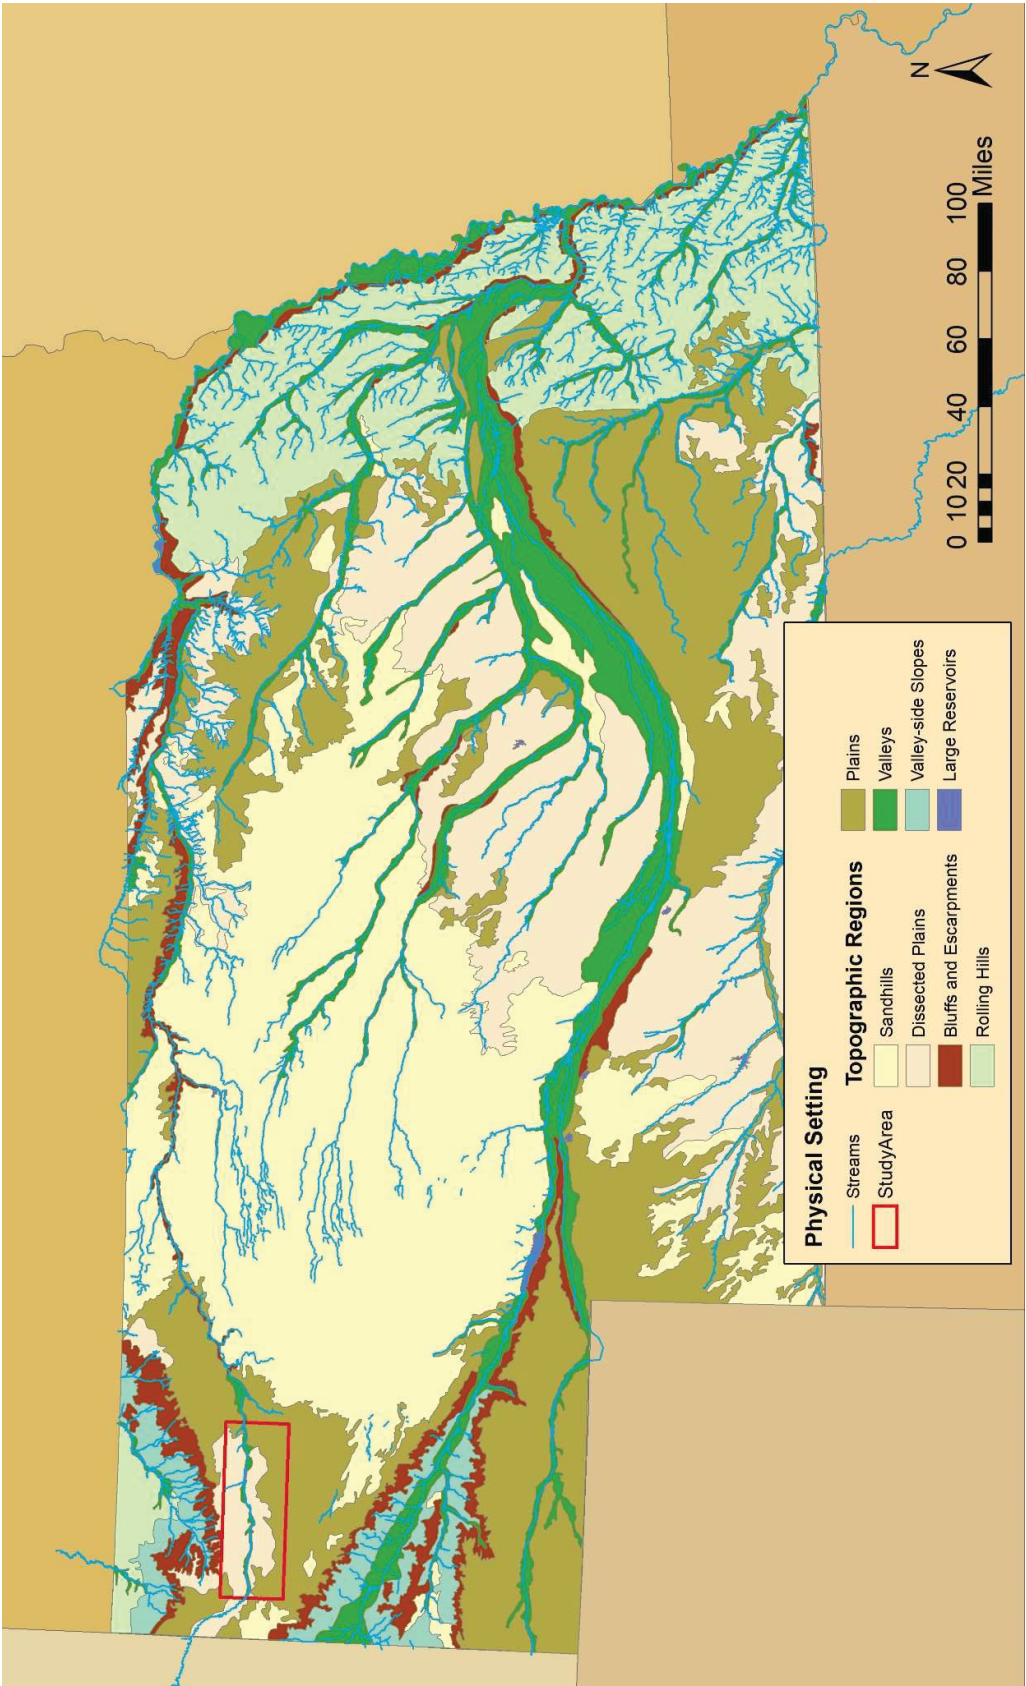 N
0 10 20 40 60 80 100
Miles
Physical Setting
Streams
StudyArea
Topographic Regions
Sandhills
Dissected Plains
Bluffs and Escarpments
Rolling Hills
Plains
Valleys
Valley-side Slopes
Large Reservoirs